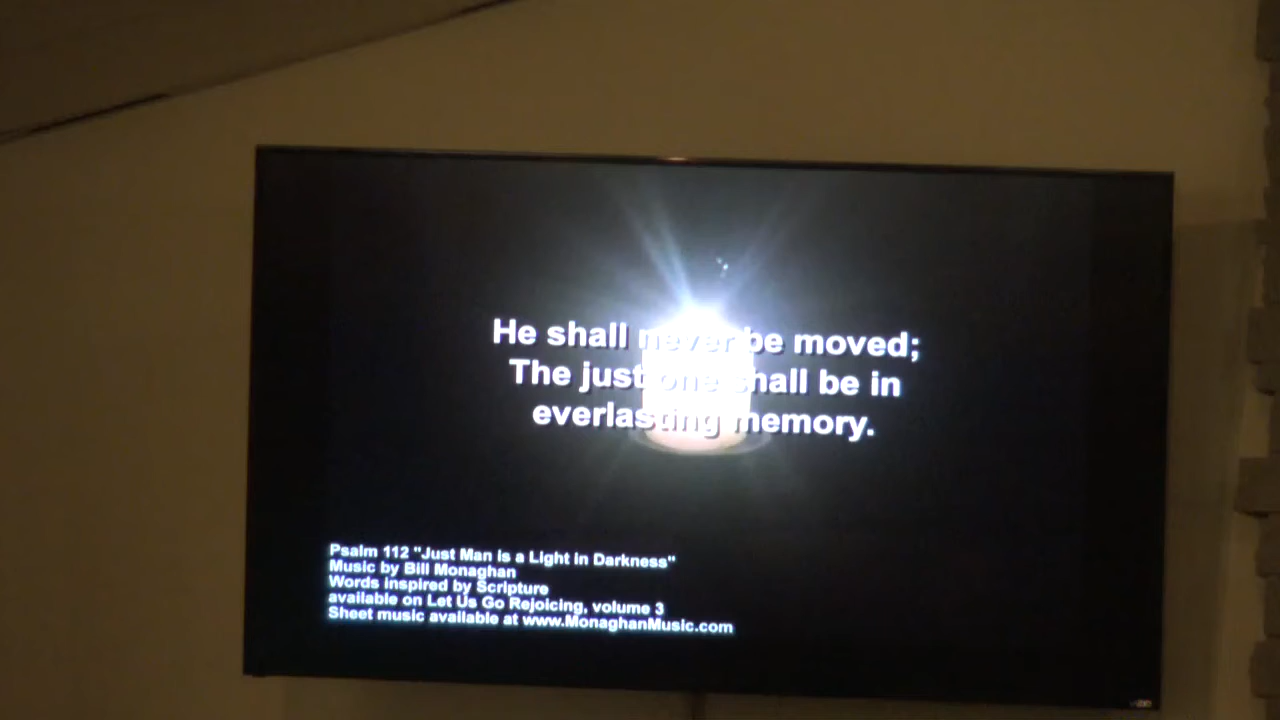 He shall never be moved;
The just one shall be in
everlasting memory.
Psalm 112 "Just Man is a Light in Darkness"
Music by Bill Monaghan
Words inspired by Scripture
available on Let Us Go Rejoicing, volume 3
Sheet music available at www.MonaghanMusic.com